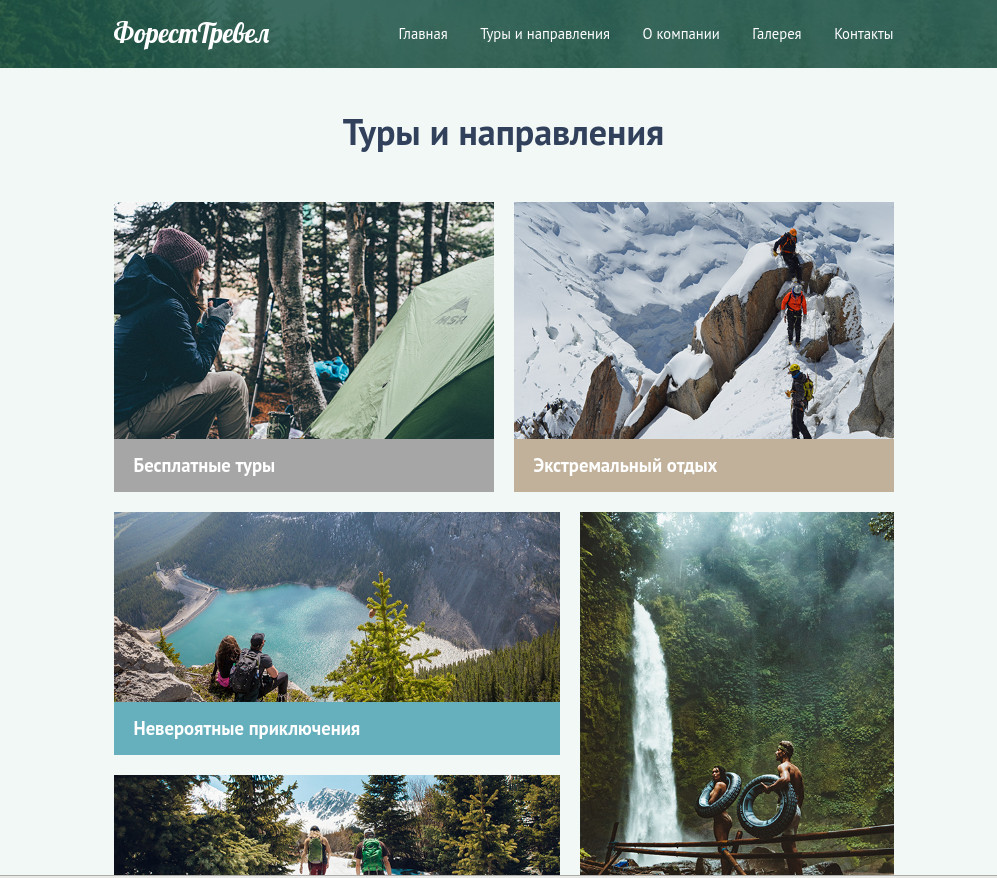 ФорестТревел
Главная Туры и направления О компании Галерея Контакты
Туры и направления
MSR
Бесплатные туры
Экстремальный отдых
Невероятные приключения